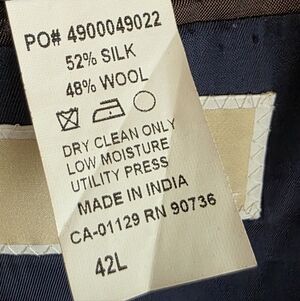 PO# 4900049022
52% SILK
48% WOOL
DRY CLEAN ONLY
LOW MOISTURE
UTILITY PRESS
MADE IN INDIA
CA-01129 RN 90736
42L